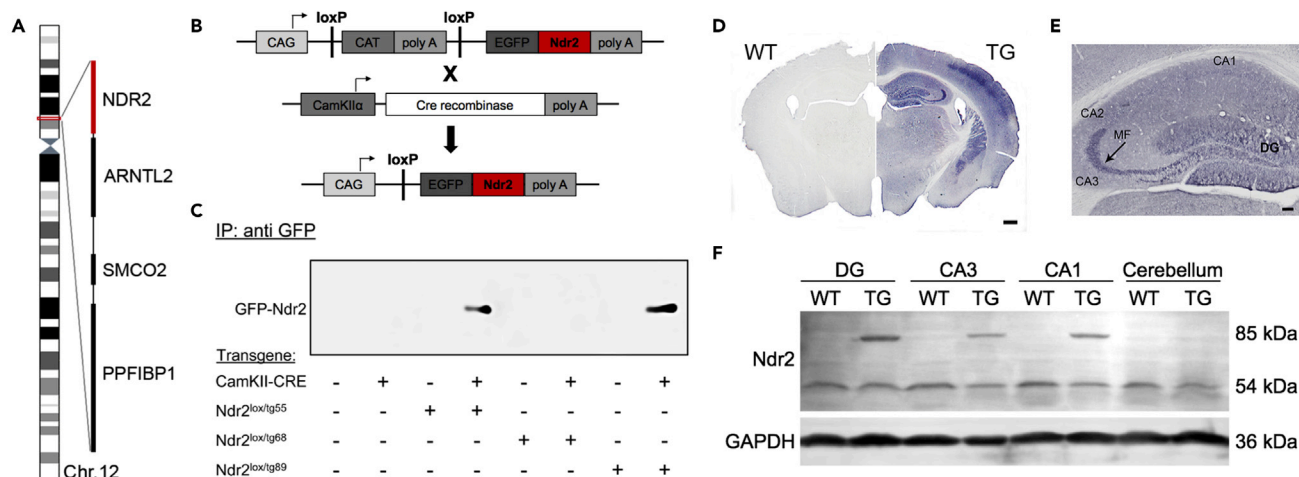 A
NDR2
ARNTL2
SMCO2
PPFIBP1
Chr. 12
B
loxP loxP
CAG CAT poly A EGFP Ndr2 poly A
X
CamKIIα Cre recombinase poly A
loxP
CAG EGFP Ndr2 poly A
C
IP: anti GFP
GFP-Ndr2
Transgene:
CamKII-CRE - + - + - + - +
Ndr2lox/tg55 - - + + - - - -
Ndr2lox/tg68 - - - - + + - -
Ndr2lox/tg89 - - - - - - + +
D
WT TG
E
CA1
CA2
MF
DG
CA3
F
DG CA3 CA1 Cerebellum
WT TG WT TG WT TG WT TG
Ndr2
85 kDa
54 kDa
GAPDH 36 kDa